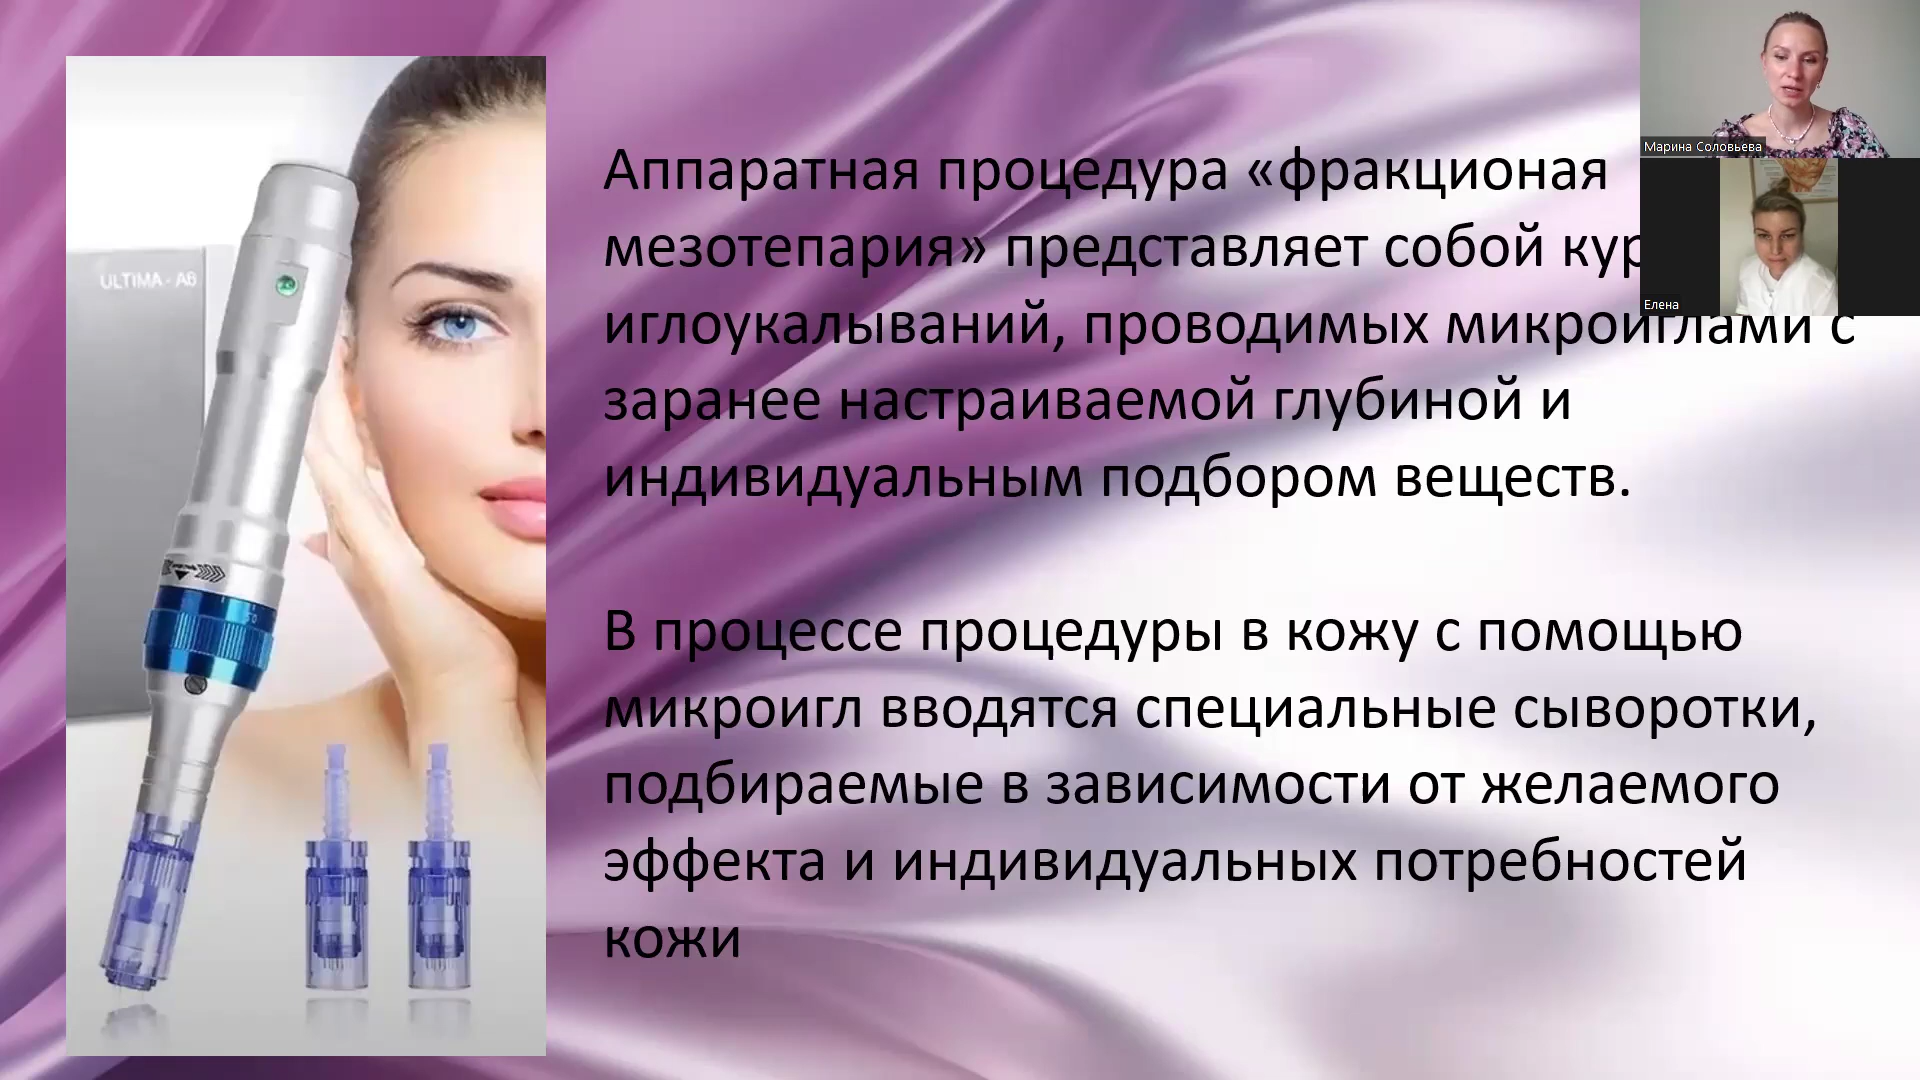 Аппаратная процедура «фракционая
мезотепария» представляет собой кур
иглоукалываний, проводимых микроиглами с
заранее настраиваемой глубиной и
индивидуальным подбором веществ.
В процессе процедуры в кожу с помощью
микроигл вводятся специальные сыворотки,
подбираемые в зависимости от желаемого
эффекта и индивидуальных потребностей
кожи
ULTIMA - A6
Марина Соловьева
Елена